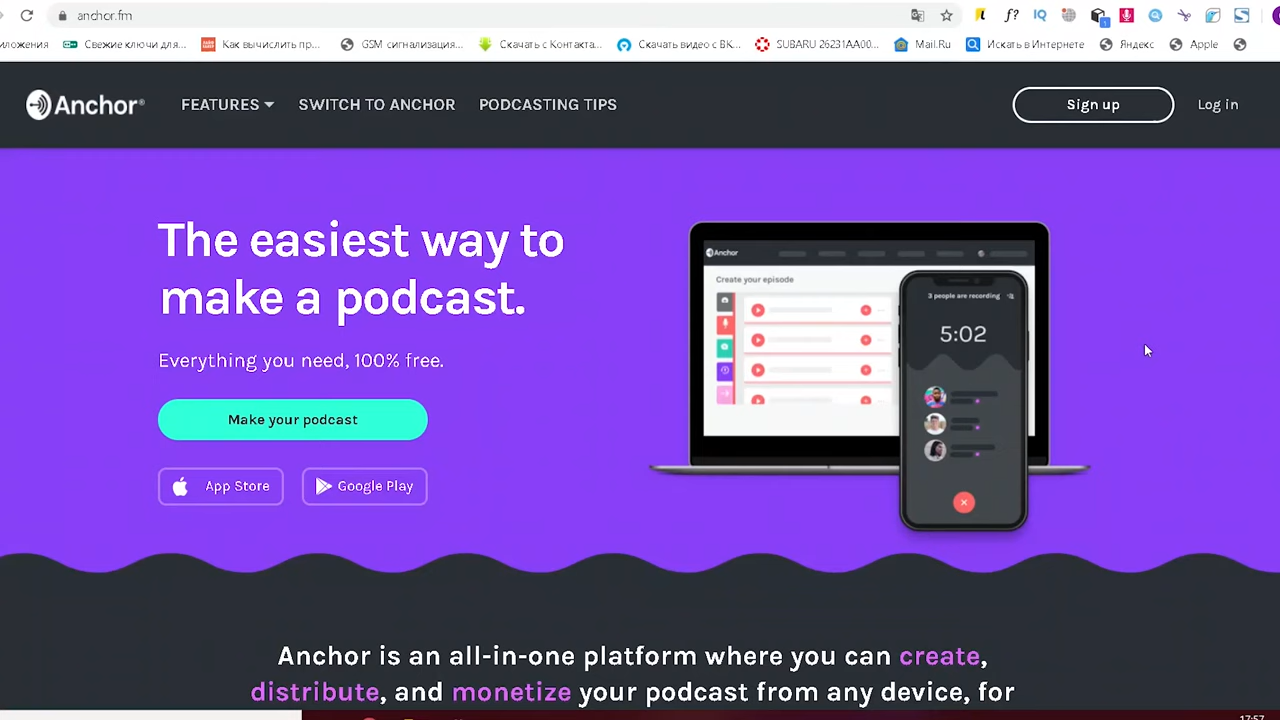 anchor.fm
иложения
Свежие ключи для...
Как вычислить пр...
GSM сигнализация...
Скачать с Контакта...
Скачать видео с ВК...
SUBARU 26231AA00...
Mail.Ru
Искать в Интернете
Яндекс
Apple
Anchor®
FEATURES
SWITCH TO ANCHOR
PODCASTING TIPS
Sign up
Log in
The easiest way to
make a podcast.
Everything you need, 100% free.
Make your podcast
App Store
Google Play
Anchor
Create your episode
3 people are recording
5:02
Anchor is an all-in-one platform where you can create,
distribute, and monetize your podcast from any device, for
17:57